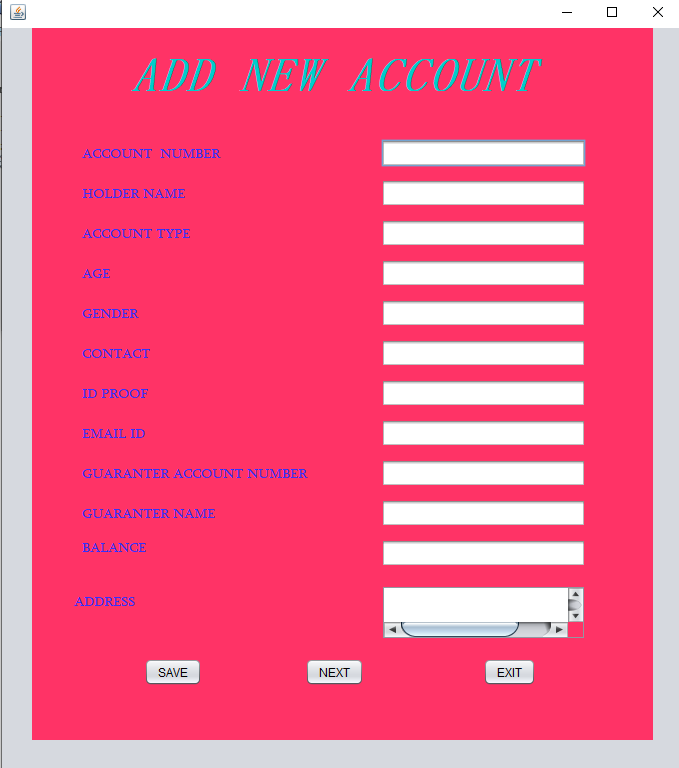 ADD NEW ACCOUNT
ACCOUNT NUMBER
HOLDER NAME
ACCOUNT TYPE
AGE
GENDER
CONTACT
ID PROOF
EMAIL ID
GUARANTER ACCOUNT NUMBER
GUARANTER NAME
BALANCE
ADDRESS
SAVE NEXT EXIT